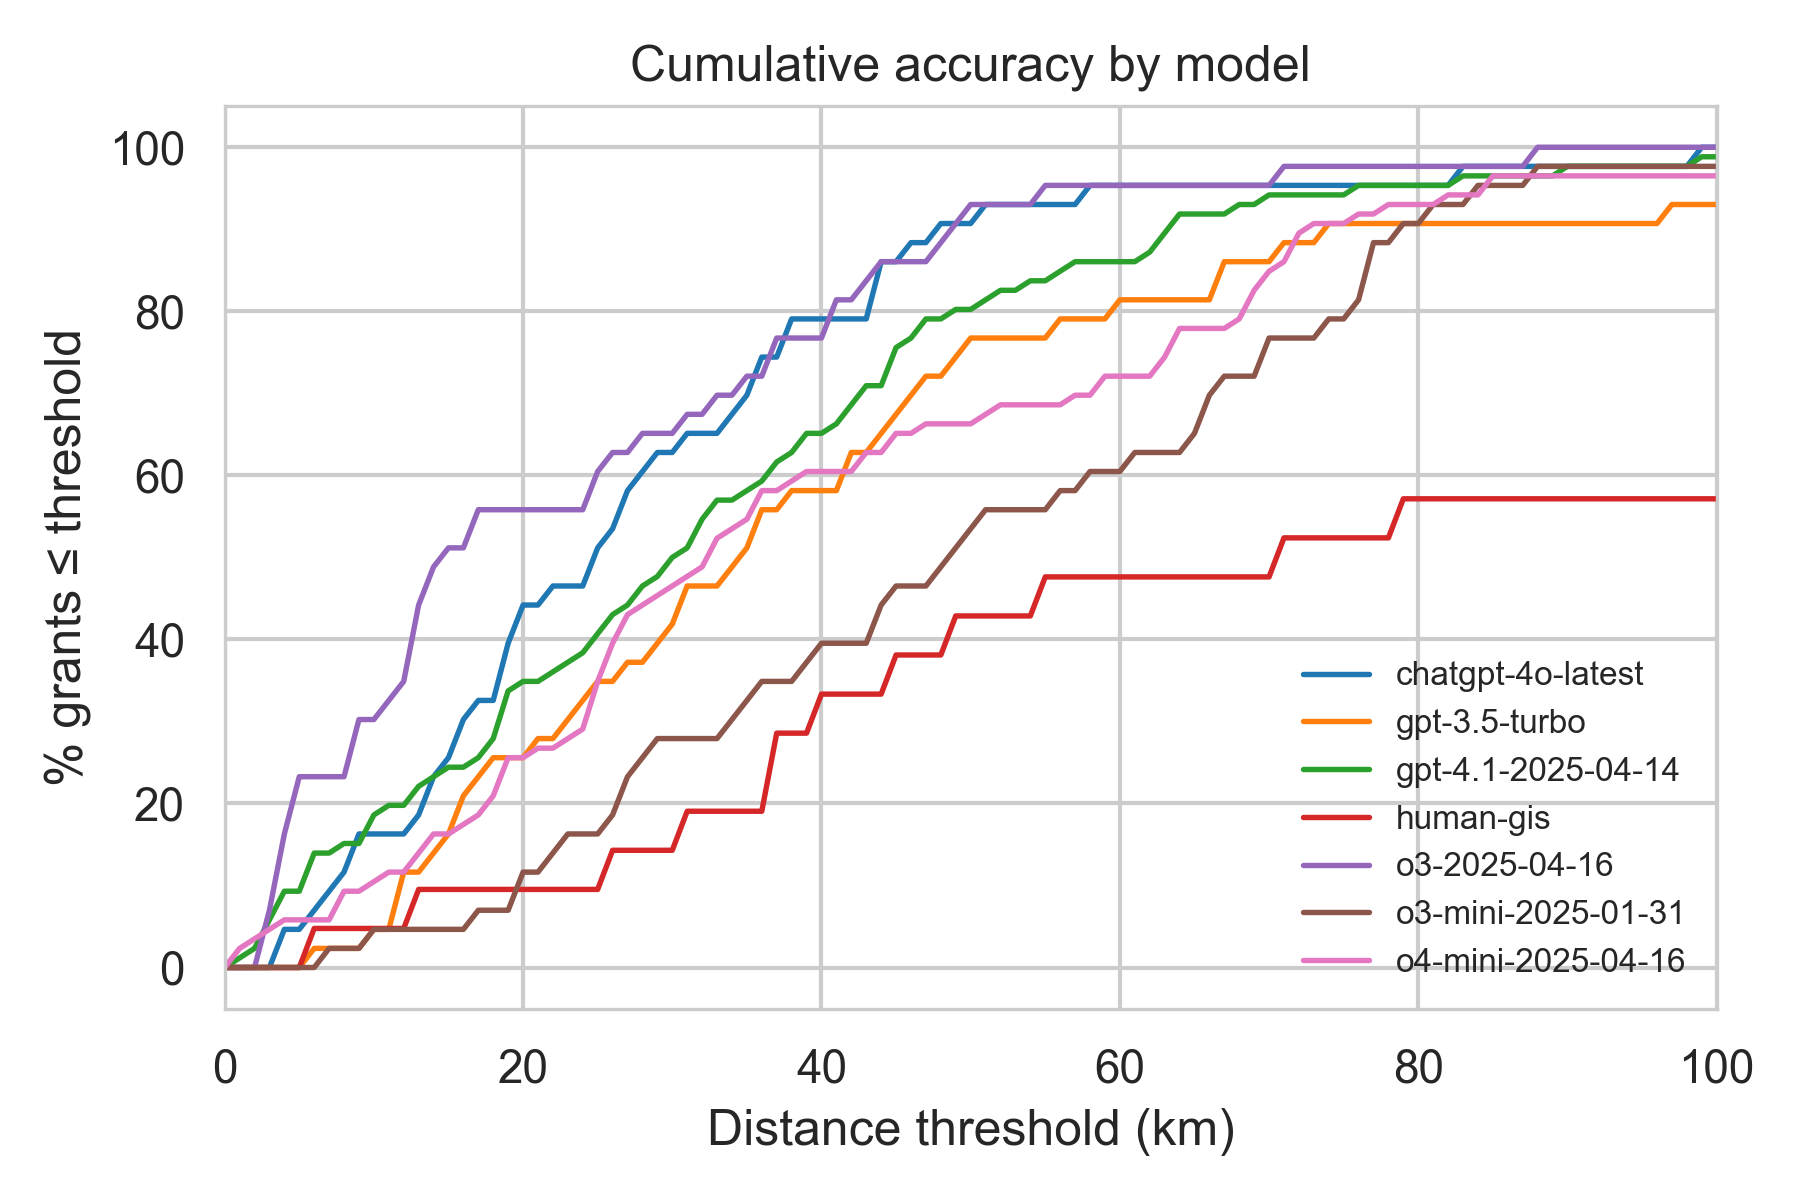 Cumulative accuracy by model
% grants ≤ threshold
100
80
60
40
20
0
chatgpt-4o-latest
gpt-3.5-turbo
gpt-4.1-2025-04-14
human-gis
o3-2025-04-16
o3-mini-2025-01-31
o4-mini-2025-04-16
0 20 40 60 80 100
Distance threshold (km)